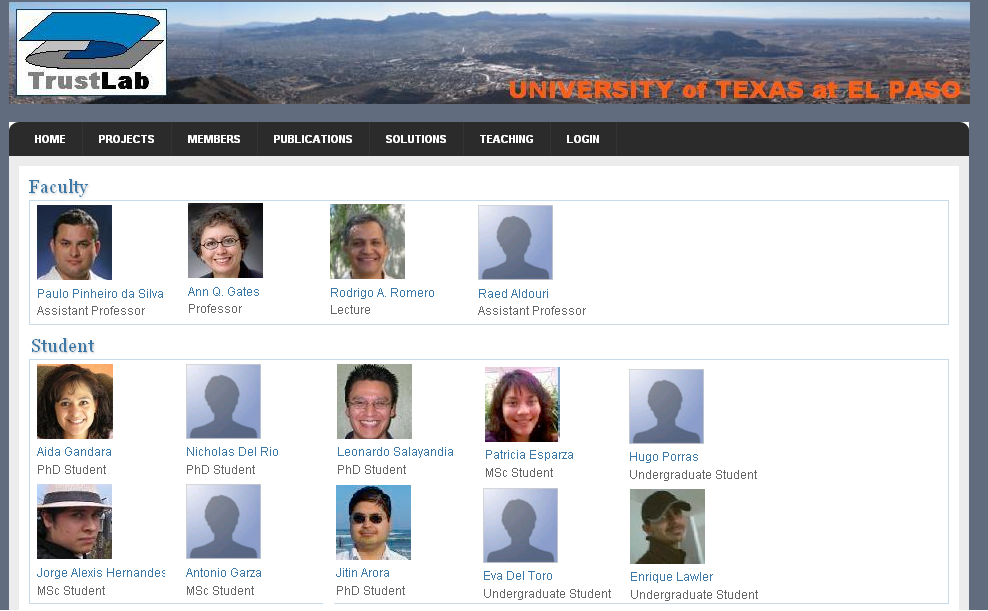 TrustLab
UNIVERSITY of TEXAS at EL PASO
HOME PROJECTS MEMBERS PUBLICATIONS SOLUTIONS TEACHING LOGIN
Faculty
Paulo Pinheiro da Silva
Assistant Professor
Ann Q. Gates
Professor
Rodrigo A. Romero
Lecture
Raed Aldouri
Assistant Professor
Student
Aida Gandara
PhD Student
Nicholas Del Rio
PhD Student
Leonardo Salayandia
PhD Student
Patricia Esparza
MSc Student
Hugo Porras
Undergraduate Student
Jorge Alexis Hernandes
MSc Student
Antonio Garza
MSc Student
Jitin Arora
PhD Student
Eva Del Toro
Undergraduate Student
Enrique Lawler
Undergraduate Student